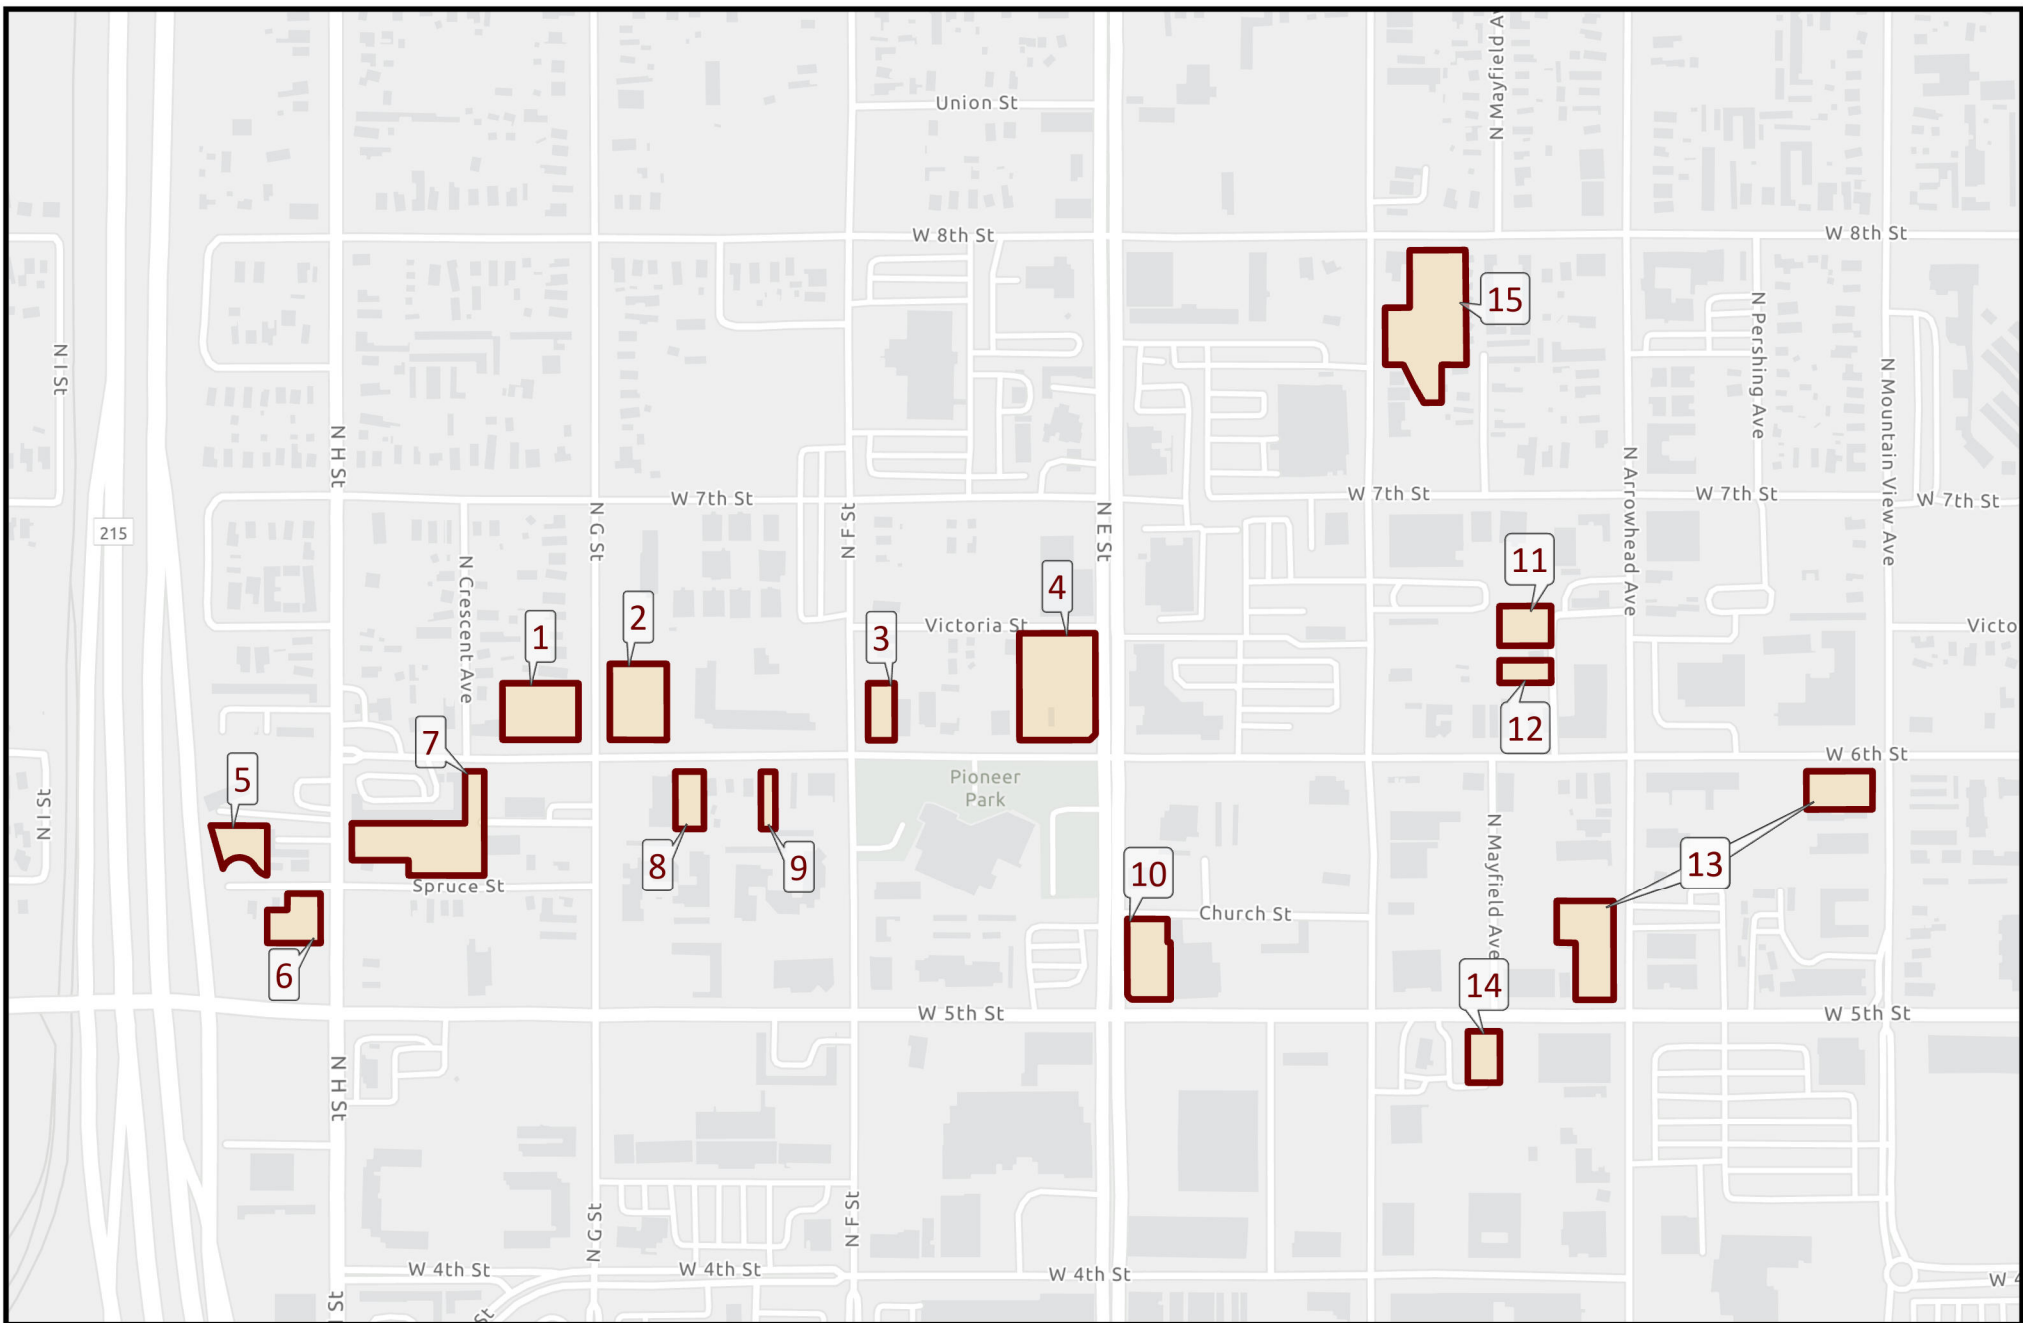 N Mayfield A
Union St
W 8th St
W 8th St
15
N I St
N Pershing Ave
N Mountain View Ave
N H St
N Arrowhead Ave
W 7th St
W 7th St
W 7th St
W 7th St
215
N G St
N F St
N E St
N Crescent Ave
11
4
2
1
3
Victoria St
Victo
12
7
W 6th St
5
Pioneer
Park
N I St
8
9
10
N Mayfield Ave
13
Spruce St
Church St
6
14
W 5th St
W 5th St
N H St
N G St
N F St
W 4th St
W 4th St
W 4th St
W 4
St
St